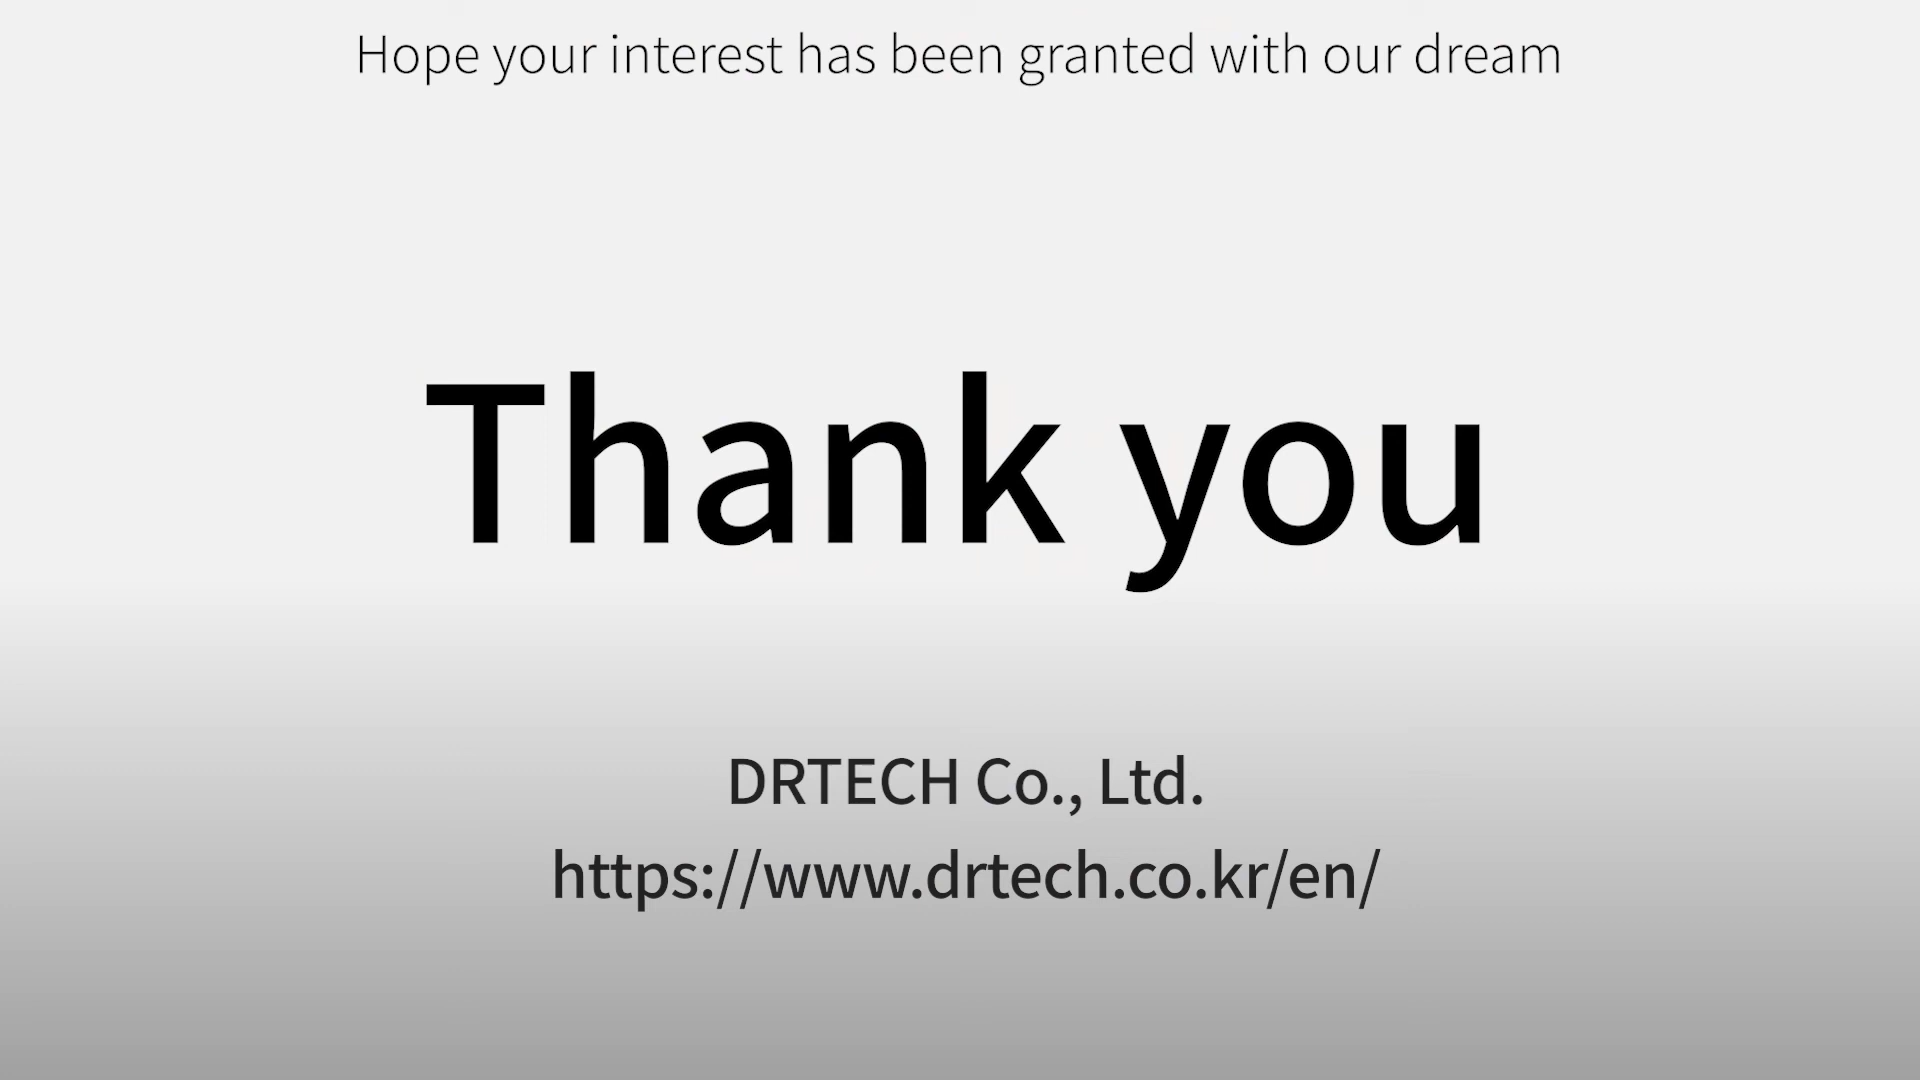 Hope your interest has been granted with our dream
Thank you
DRTECH Co., Ltd.
https://www.drtech.co.kr/en/